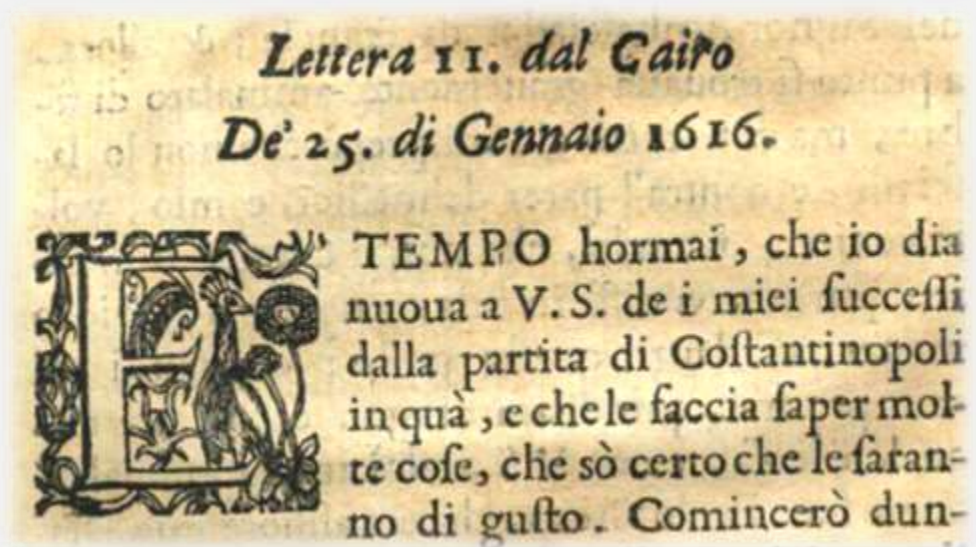 Lettera 11. dal Cairo
De' 25. di Gennaio 1616.
E TEMPO hormai, che io dia
nuoua a V. S. de i miei ſucceſſi
dalla partita di Coſtantinopoli
in quà, e che le faccia ſaper mol-
te coſe, che sò certo che le ſaran-
no di guſto. Comincerò dun-